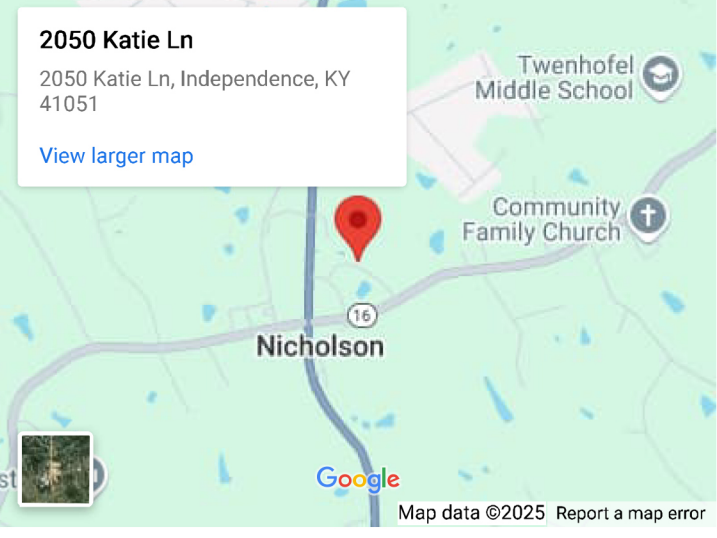 2050 Katie Ln
2050 Katie Ln, Independence, KY
41051
View larger map
Twenhofel
Middle School
Community
Family Church
16
Nicholson
st
Google
Map data ©2025
Report a map error